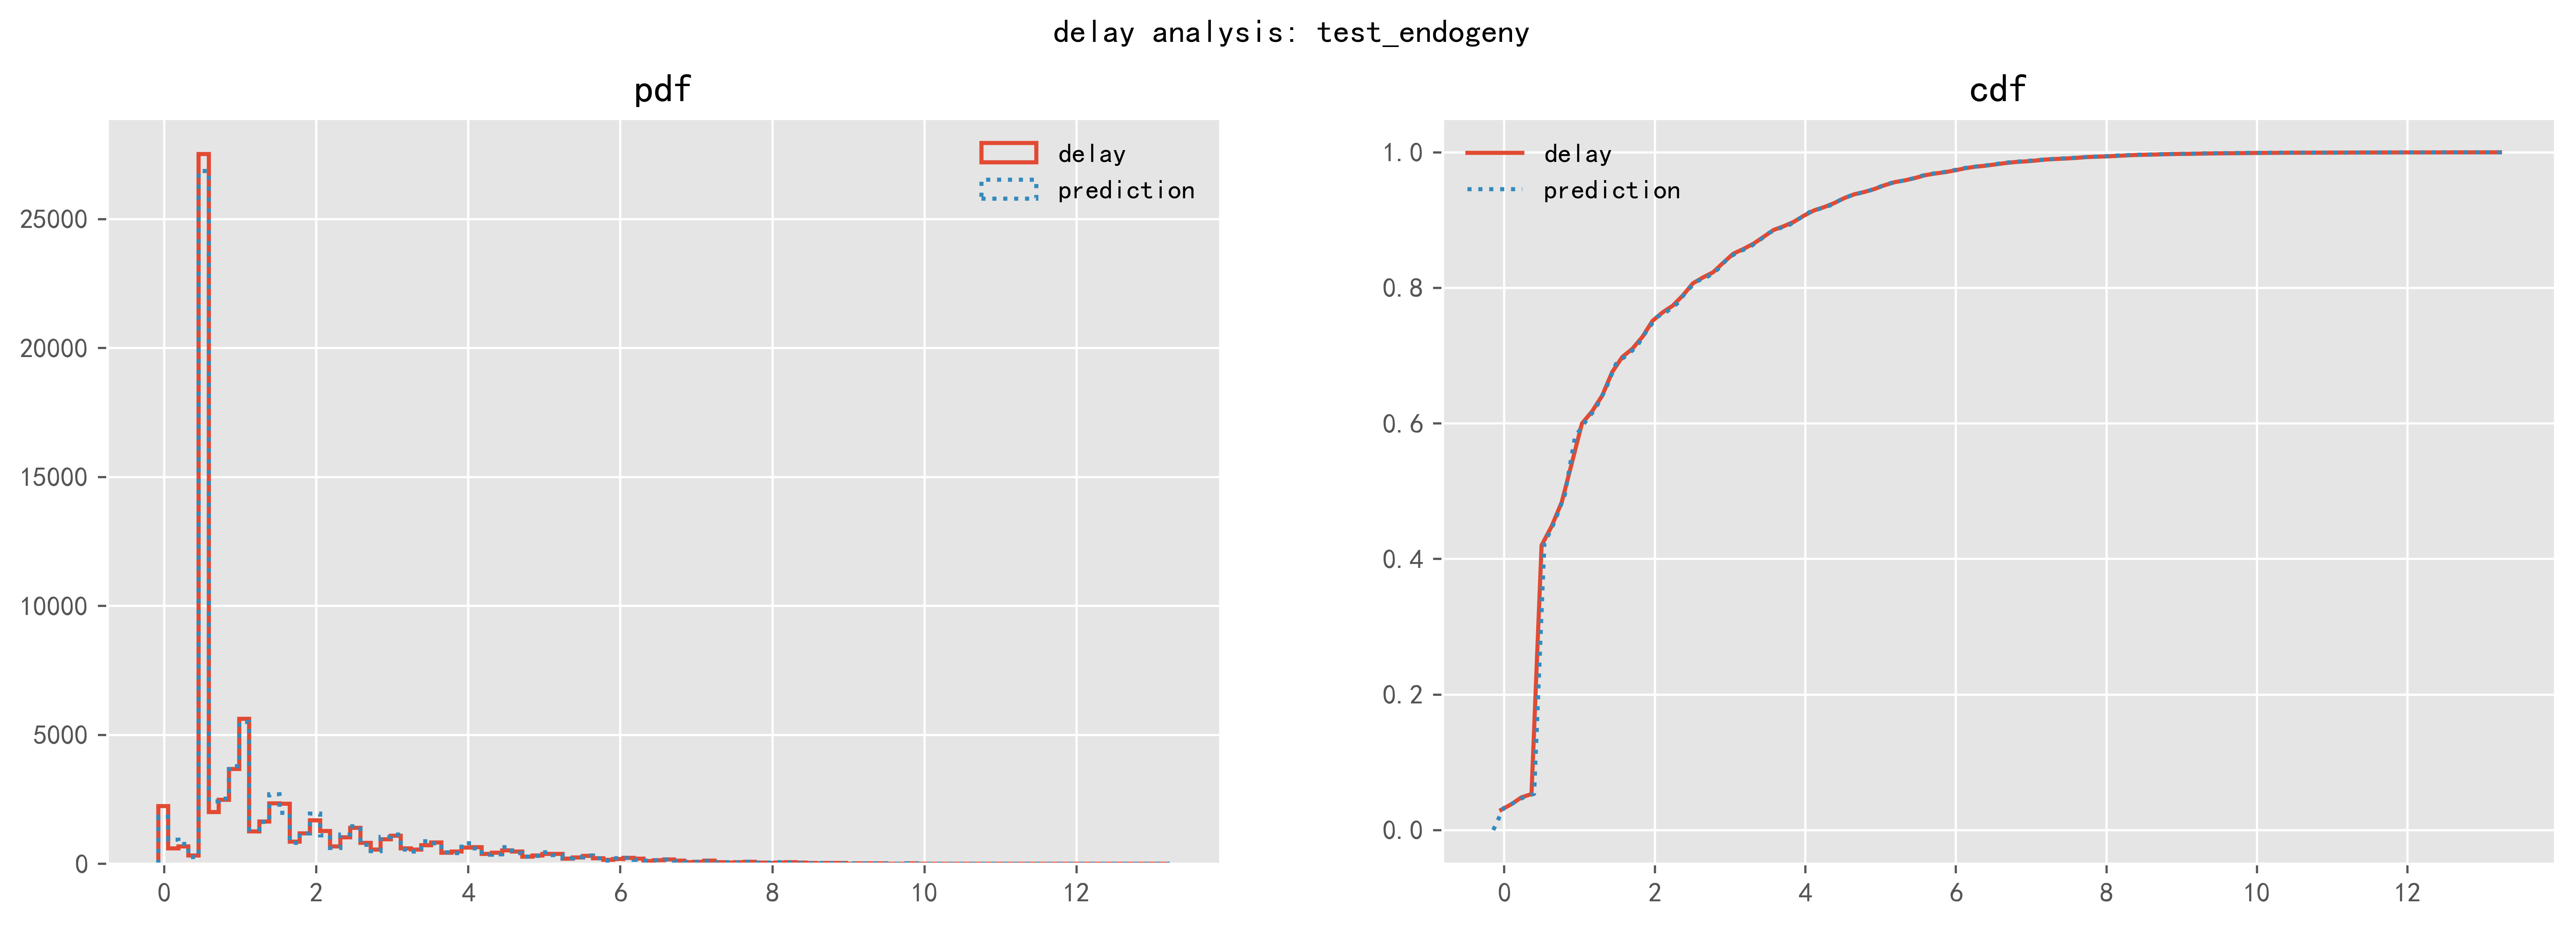 delay analysis: test_endogeny
pdf
delay
prediction
25000
20000
15000
10000
5000
0
0 2 4 6 8 10 12
cdf
delay
prediction
1.0
0.8
0.6
0.4
0.2
0.0
0 2 4 6 8 10 12